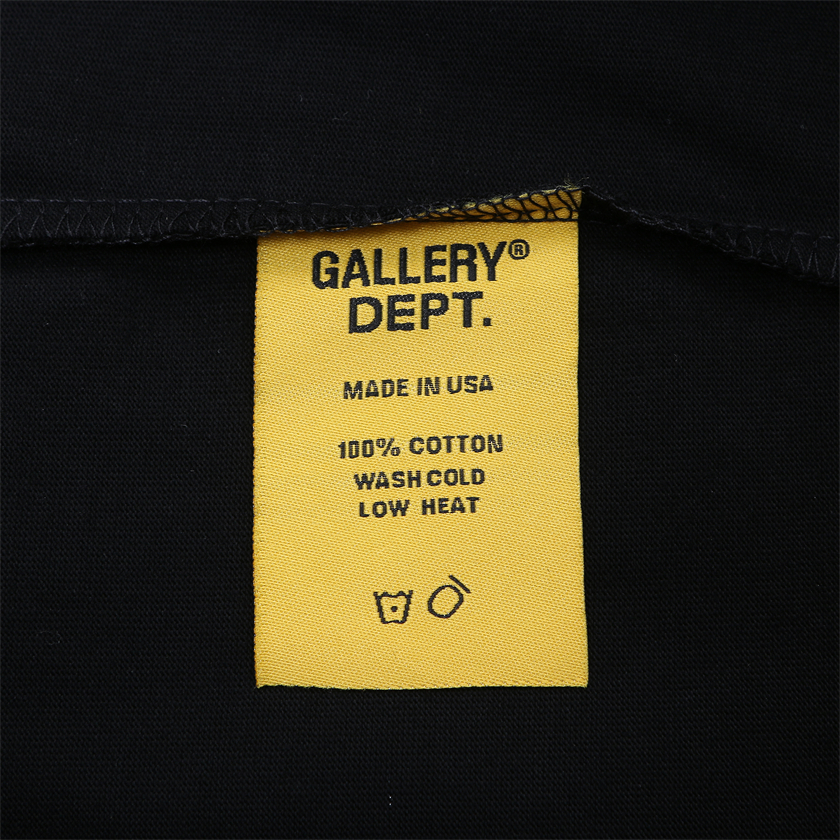 GALLERY®
DEPT.
MADE IN USA
100% COTTON
WASH COLD
LOW HEAT